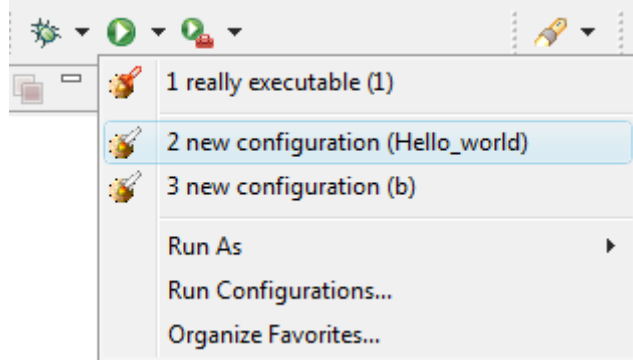 1 really executable (1)
2 new configuration (Hello_world)
3 new configuration (b)
Run As
Run Configurations...
Organize Favorites...